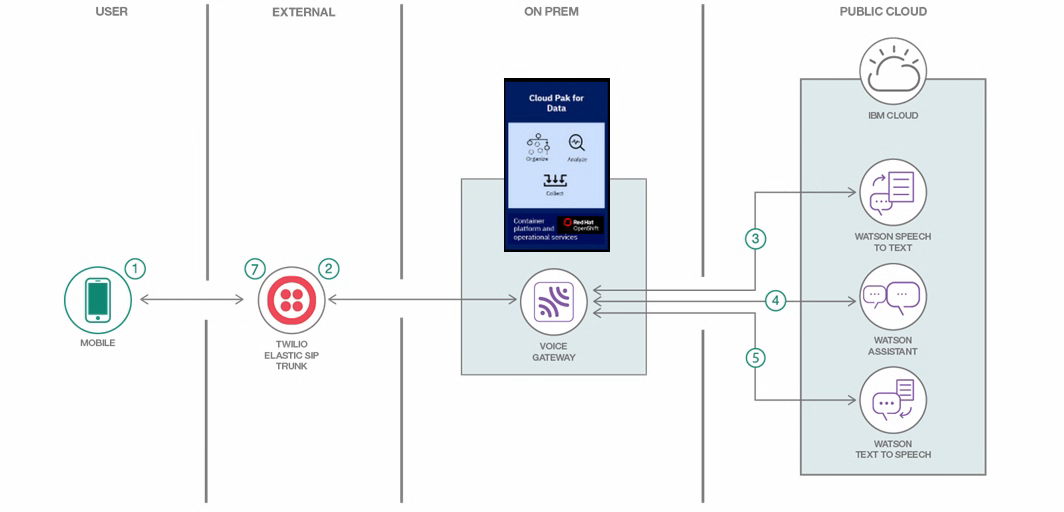 USER
EXTERNAL
ON PREM
PUBLIC CLOUD
IBM CLOUD
Cloud Pak for
Data
Organize
Analyze
Collect
Container
platform and
operational services
Red Hat
OpenShift
3
WATSON SPEECH
TO TEXT
1
7
2
4
MOBILE
TWILIO
ELASTIC SIP
TRUNK
VOICE
GATEWAY
WATSON
ASSISTANT
5
WATSON
TEXT TO SPEECH